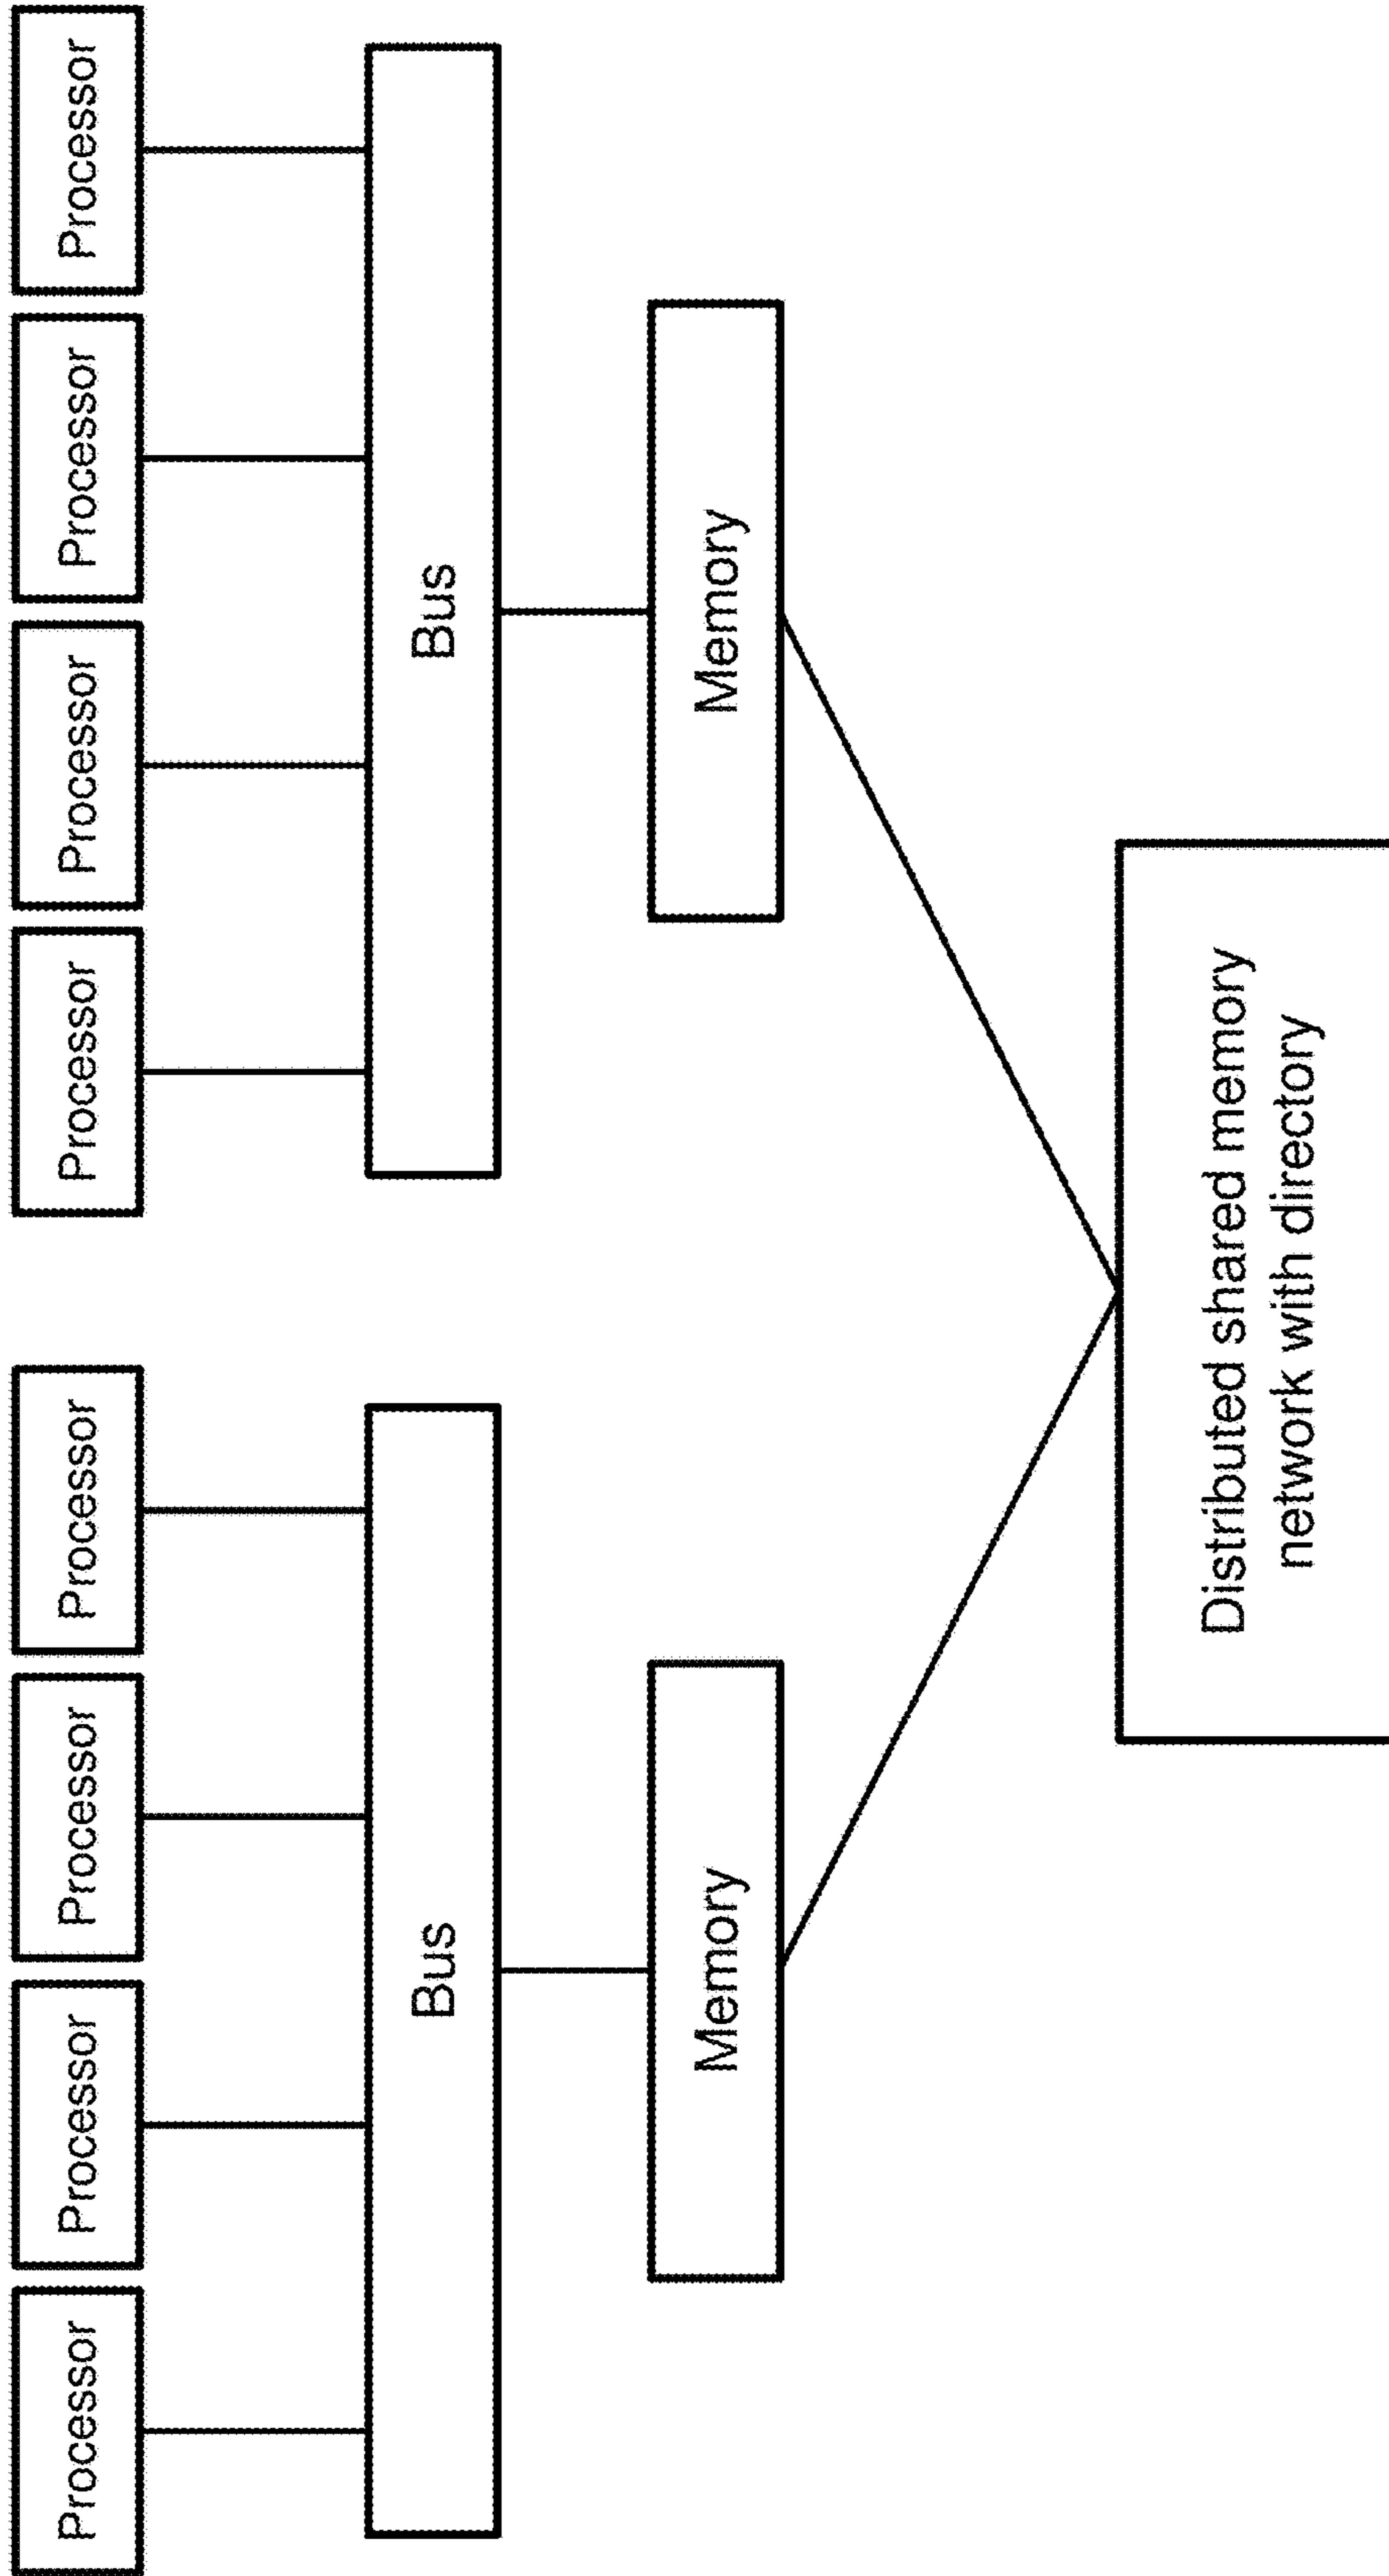 Processor
Processor
Processor
Processor
Processor
Processor
Processor
Processor
Bus
Bus
Memory
Memory
Distributed shared memory
network with directory